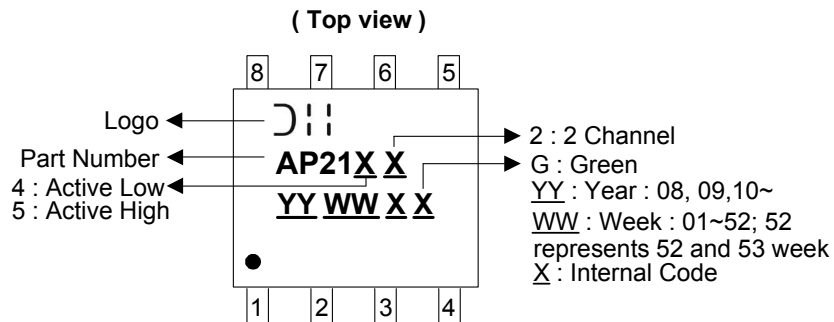 ( Top view )
8 7 6 5
Logo
Part Number
4 : Active Low
5 : Active High
AP21X X
YY WW X X
2 : 2 Channel
G : Green
YY : Year : 08, 09,10~
WW : Week : 01~52; 52
represents 52 and 53 week
X : Internal Code
1 2 3 4